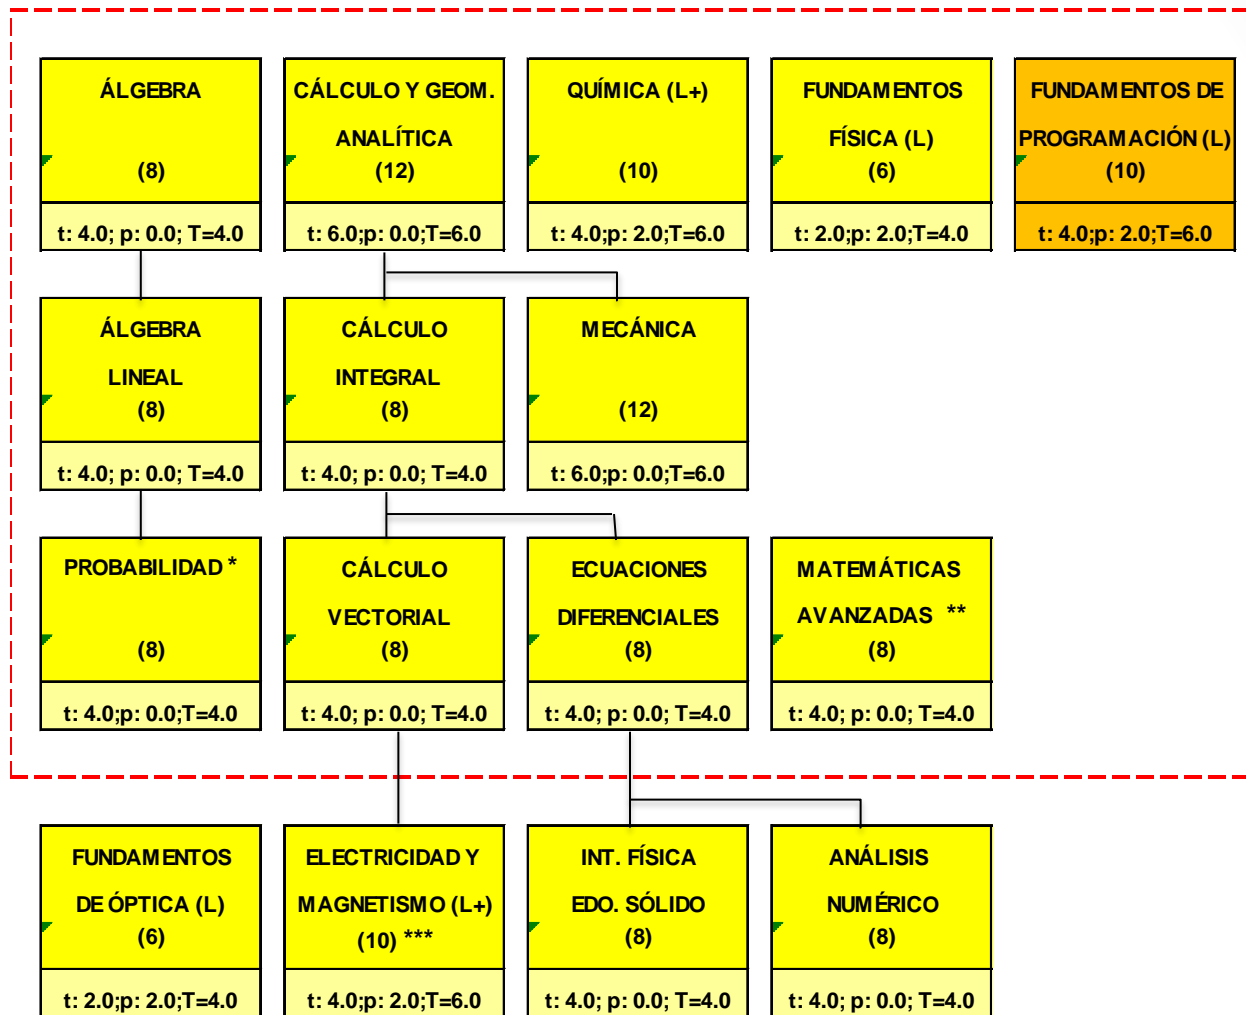 ÁLGEBRA
(8)
t: 4.0; p: 0.0; T=4.0
CÁLCULO Y GEOM.
ANALÍTICA
(12)
t: 6.0;p: 0.0;T=6.0
QUÍMICA (L+)
(10)
t: 4.0;p: 2.0;T=6.0
FUNDAMENTOS
FÍSICA (L)
(6)
t: 2.0;p: 2.0;T=4.0
FUNDAMENTOS DE
PROGRAMACIÓN (L)
(10)
t: 4.0;p: 2.0;T=6.0
ÁLGEBRA
LINEAL
(8)
t: 4.0; p: 0.0; T=4.0
CÁLCULO
INTEGRAL
(8)
t: 4.0; p: 0.0; T=4.0
MECÁNICA
(12)
t: 6.0;p: 0.0;T=6.0
PROBABILIDAD *
(8)
t: 4.0;p: 0.0;T=4.0
CÁLCULO
VECTORIAL
(8)
t: 4.0; p: 0.0; T=4.0
ECUACIONES
DIFERENCIALES
(8)
t: 4.0; p: 0.0; T=4.0
MATEMÁTICAS
AVANZADAS **
(8)
t: 4.0; p: 0.0; T=4.0
FUNDAMENTOS
DE ÓPTICA (L)
(6)
t: 2.0;p: 2.0;T=4.0
ELECTRICIDAD Y
MAGNETISMO (L+)
(10) ***
t: 4.0;p: 2.0;T=6.0
INT. FÍSICA
EDO. SÓLIDO
(8)
t: 4.0; p: 0.0; T=4.0
ANÁLISIS
NUMÉRICO
(8)
t: 4.0; p: 0.0; T=4.0